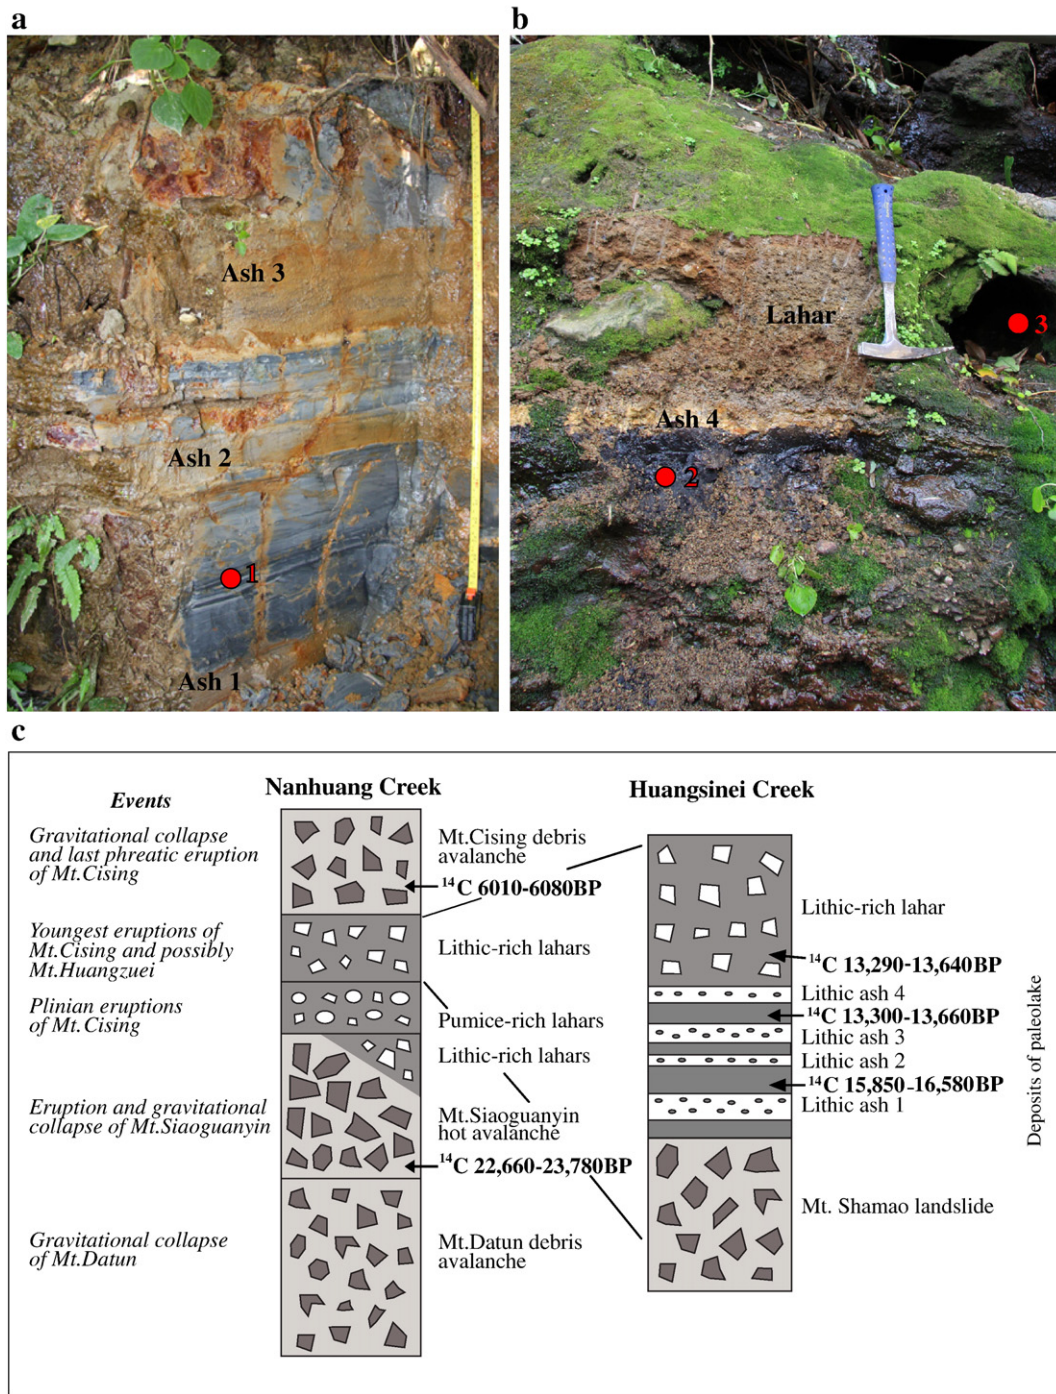 a
b
Ash 3
Ash 2
1
Ash 1
Lahar
3
Ash 4
2
c
Events
Nanhuang Creek
Huangsinei Creek
Gravitational collapse
and last phreatic eruption
of Mt.Cising
Mt.Cising debris
avalanche
14C 6010-6080BP
Youngest eruptions of
Mt.Cising and possibly
Mt.Huangzuei
Lithic-rich lahars
Plinian eruptions
of Mt.Cising
Pumice-rich lahars
Lithic-rich lahars
Eruption and gravitational
collapse of Mt.Siaoguanyin
Mt.Siaoguanyin
hot avalanche
14C 22,660-23,780BP
Gravitational collapse
of Mt.Datun
Mt.Datun debris
avalanche
Lithic-rich lahar
14C 13,290-13,640BP
Lithic ash 4
14C 13,300-13,660BP
Lithic ash 3
Lithic ash 2
14C 15,850-16,580BP
Lithic ash 1
Mt. Shamao landslide
Deposits of paleolake